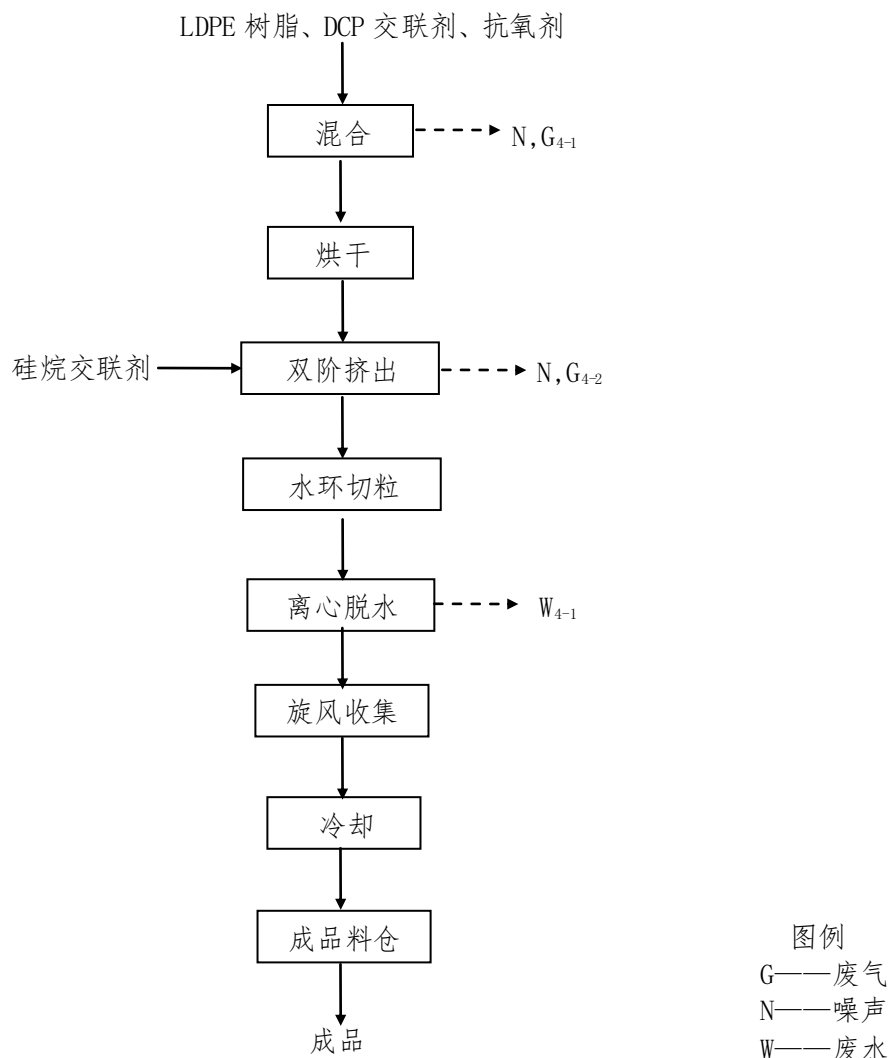 LDPE 树脂、DCP 交联剂、抗氧剂
混合
N,G4-1
烘干
硅烷交联剂
双阶挤出
N,G4-2
水环切粒
离心脱水
W4-1
旋风收集
冷却
成品料仓
成品
图例
G——废气
N——噪声
W——废水